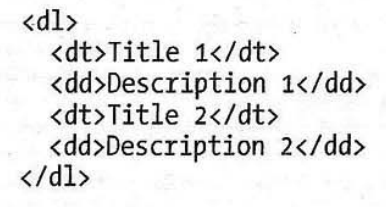 <dl>
  <dt>Title 1</dt>
  <dd>Description 1</dd>
  <dt>Title 2</dt>
  <dd>Description 2</dd>
</dl>